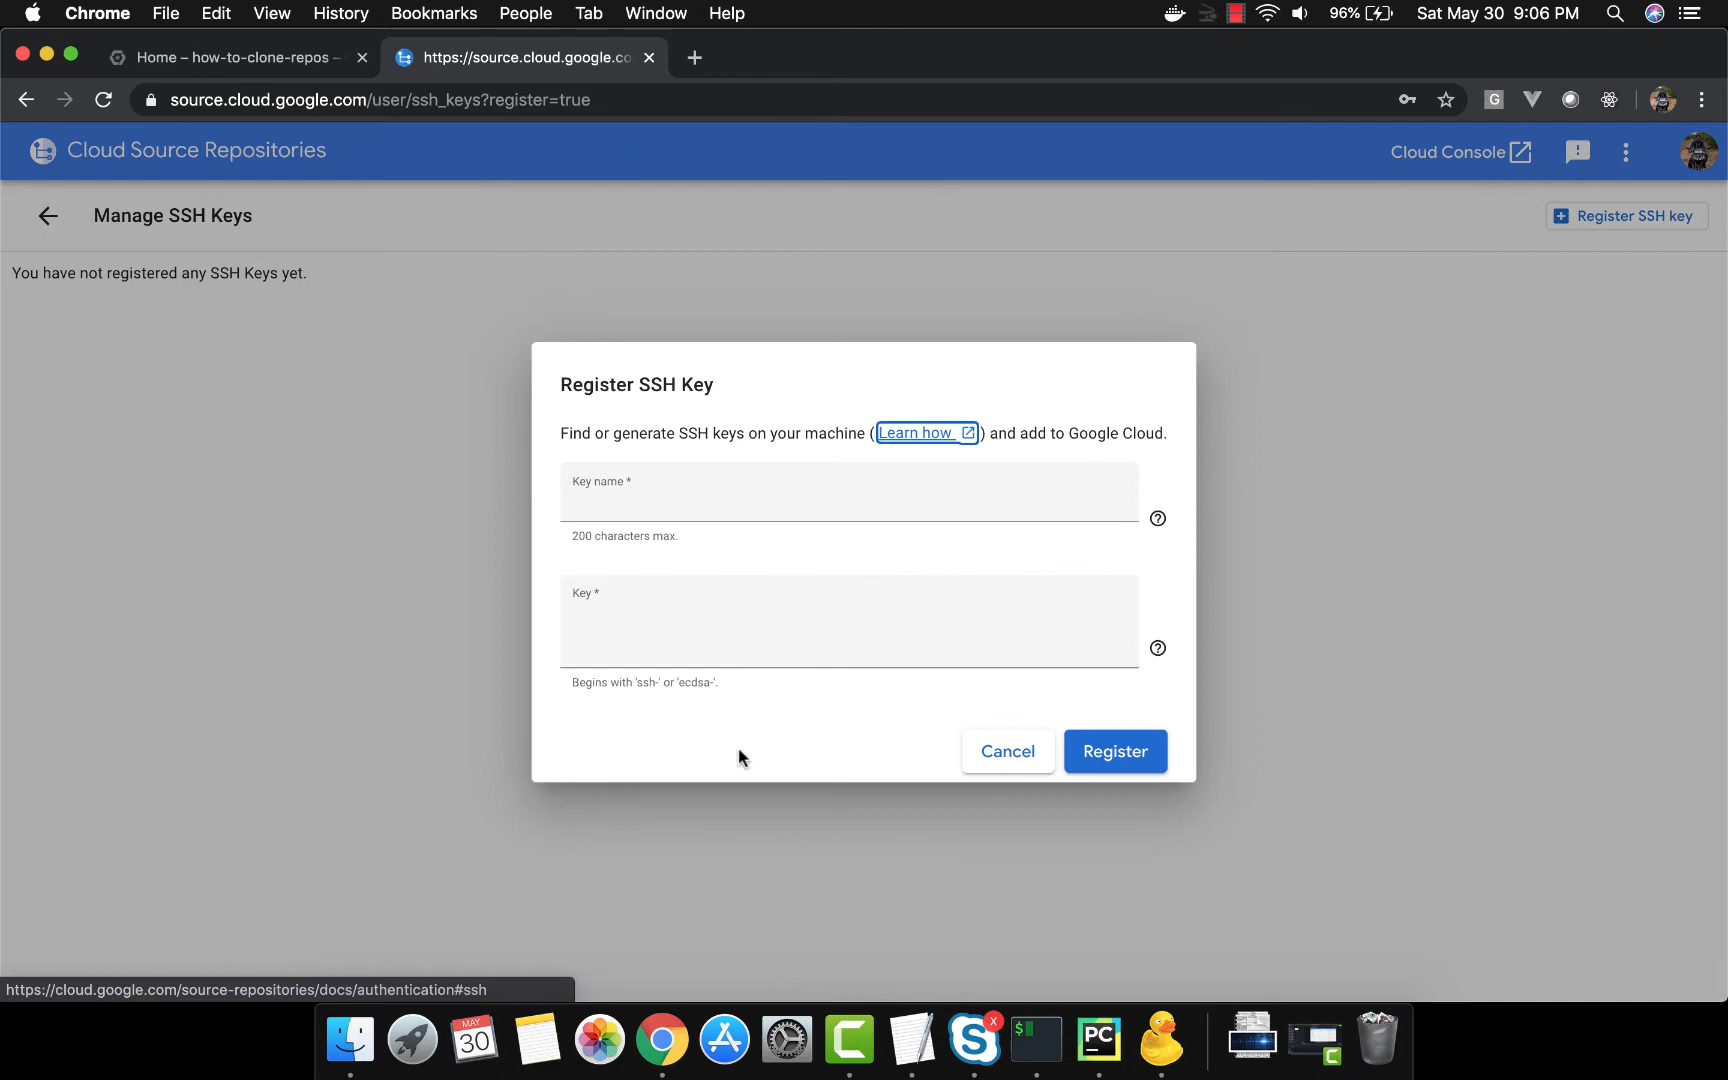 Chrome File Edit View History Bookmarks People Tab Window Help 96% Sat May 30 9:06 PM
Home – how-to-clone-repos – https://source.cloud.google.co
source.cloud.google.com/user/ssh_keys?register=true G
Cloud Source Repositories Cloud Console
Manage SSH Keys Register SSH key
You have not registered any SSH Keys yet.
Register SSH Key
Find or generate SSH keys on your machine (Learn how) and add to Google Cloud.
Key name *
200 characters max.
Key *
Begins with 'ssh-' or 'ecdsa-'.
Cancel Register
https://cloud.google.com/source-repositories/docs/authentication#ssh
MAY
30
$
PC